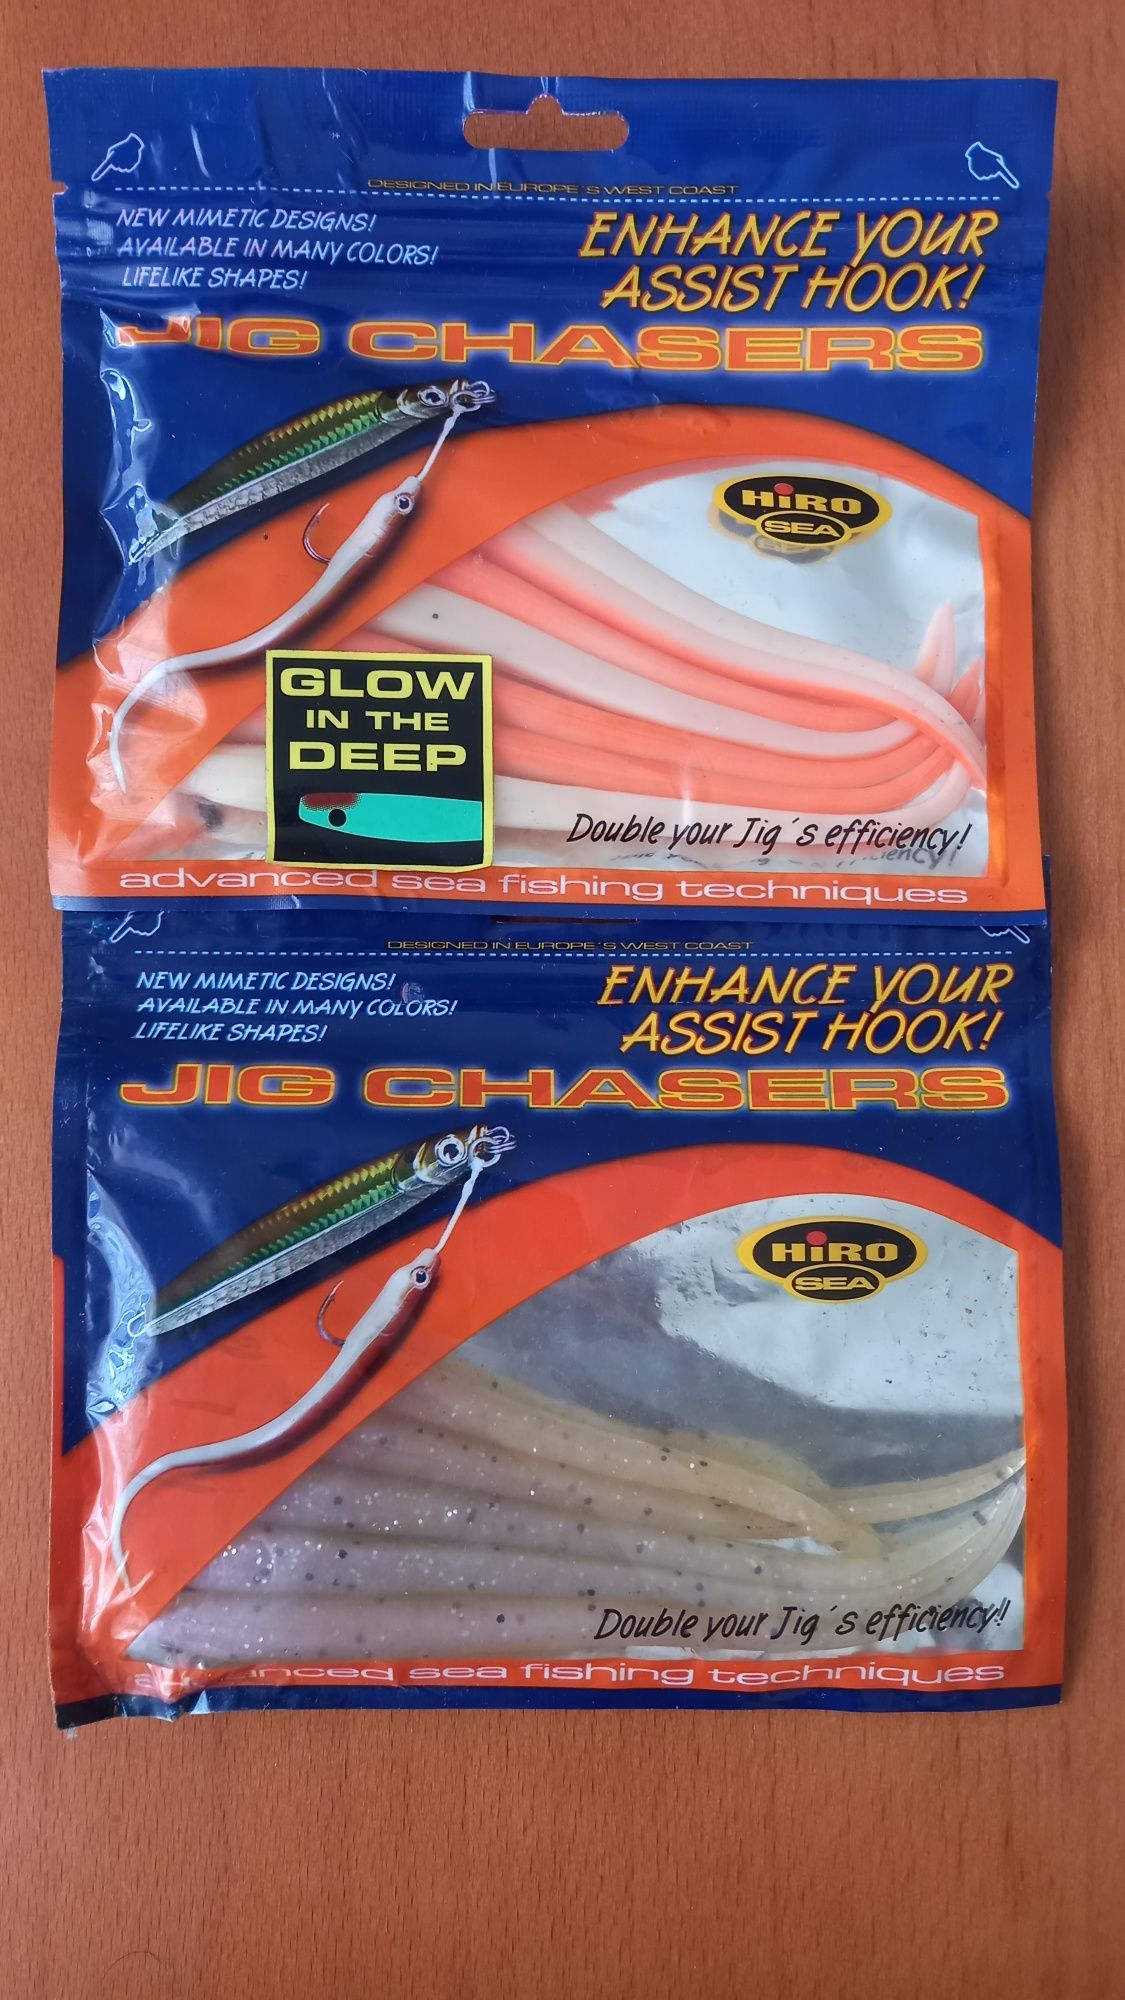 DESIGNED IN EUROPE´S WEST COAST
NEW MIMETIC DESIGNS!
AVAILABLE IN MANY COLORS!
LIFELIKE SHAPES!
ENHANCE YOUR
ASSIST HOOK!
JIG CHASERS
HiRO
SEA
GLOW
IN THE
DEEP
Double your Jig´s efficiency!
advanced sea fishing techniques
DESIGNED IN EUROPE´S WEST COAST
NEW MIMETIC DESIGNS!
AVAILABLE IN MANY COLORS!
LIFELIKE SHAPES!
ENHANCE YOUR
ASSIST HOOK!
JIG CHASERS
HiRO
SEA
Double your Jig´s efficiency!
advanced sea fishing techniques